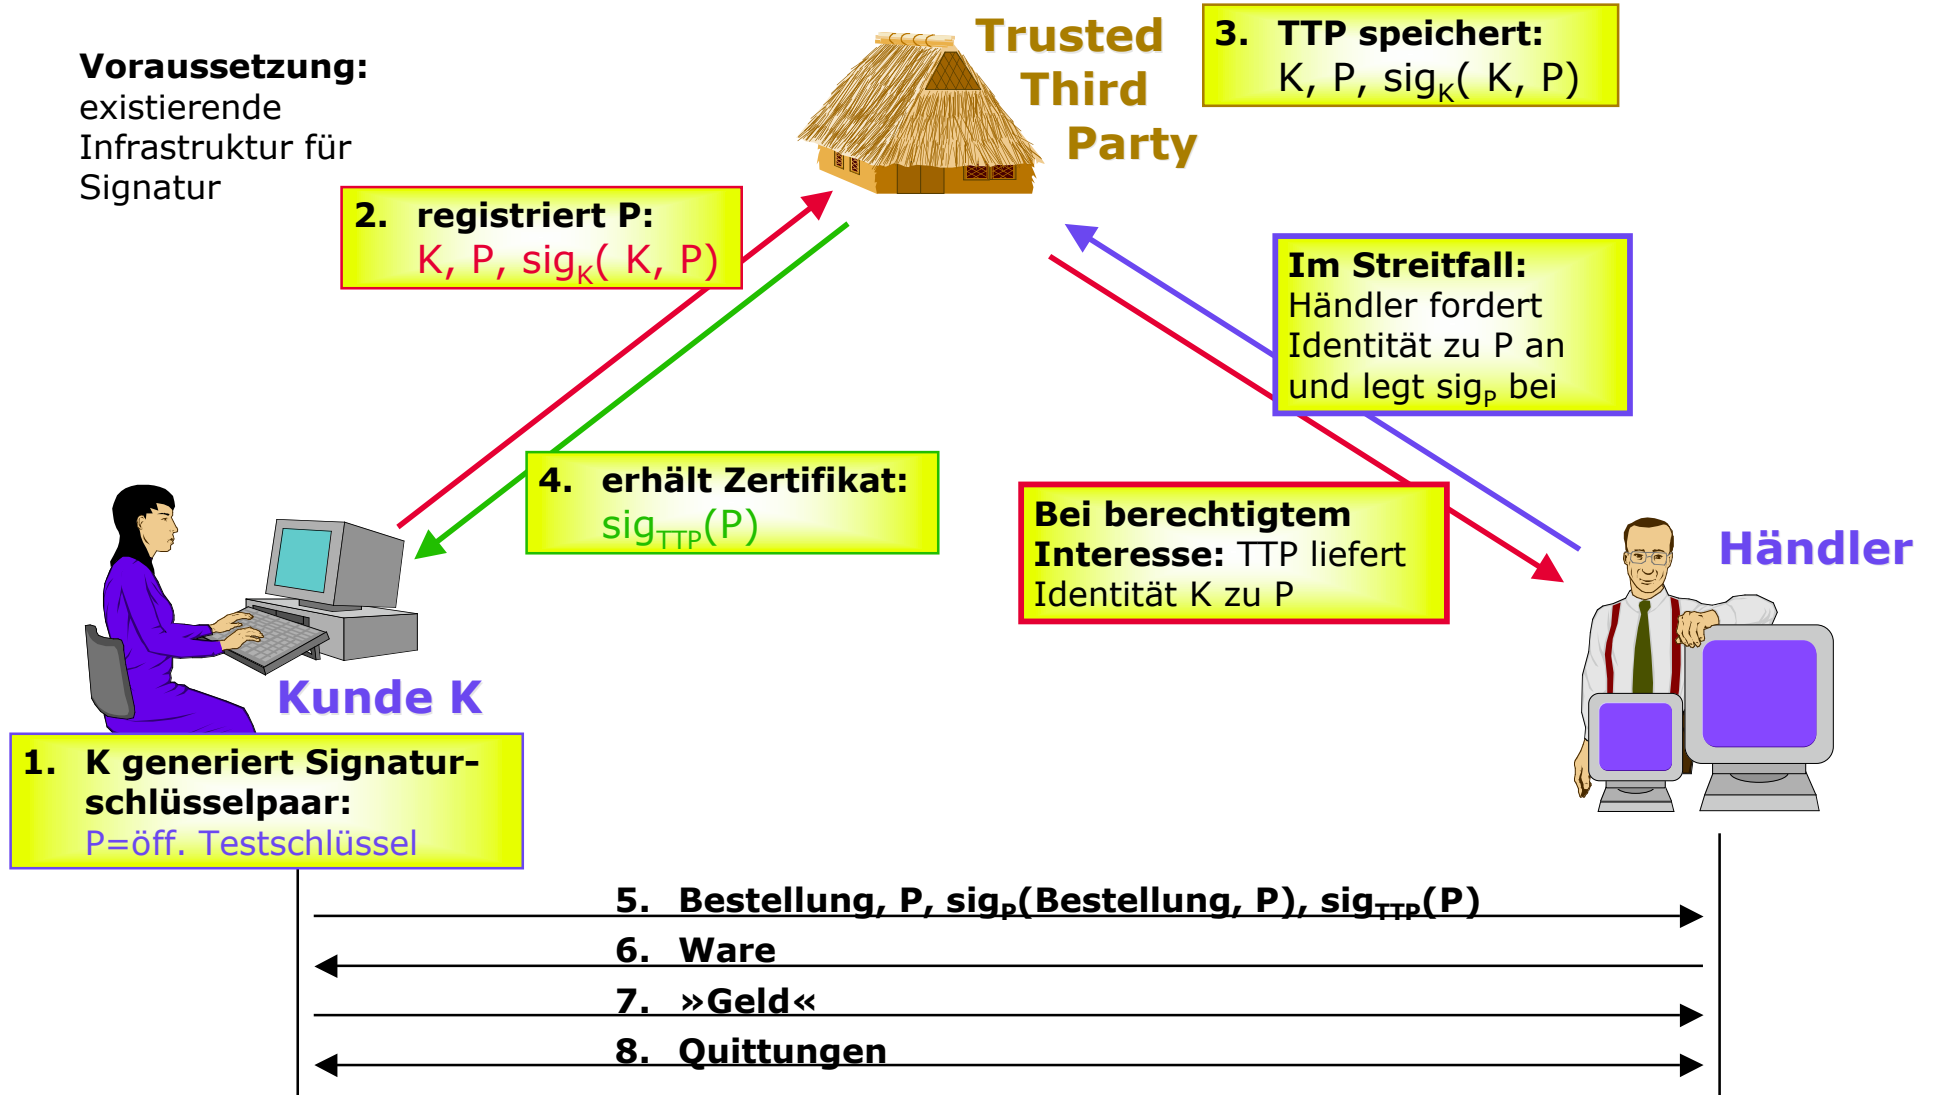 Voraussetzung:
existierende
Infrastruktur für
Signatur
Trusted
Third
Party
3. TTP speichert:
K, P, sigK( K, P)
2. registriert P:
K, P, sigK( K, P)
Im Streitfall:
Händler fordert
Identität zu P an
und legt sigP bei
4. erhält Zertifikat:
sigTTP(P)
Bei berechtigtem
Interesse: TTP liefert
Identität K zu P
Händler
Kunde K
1. K generiert Signatur-
schlüsselpaar:
P=öff. Testschlüssel
5. Bestellung, P, sigP(Bestellung, P), sigTTP(P)
6. Ware
7. »Geld«
8. Quittungen